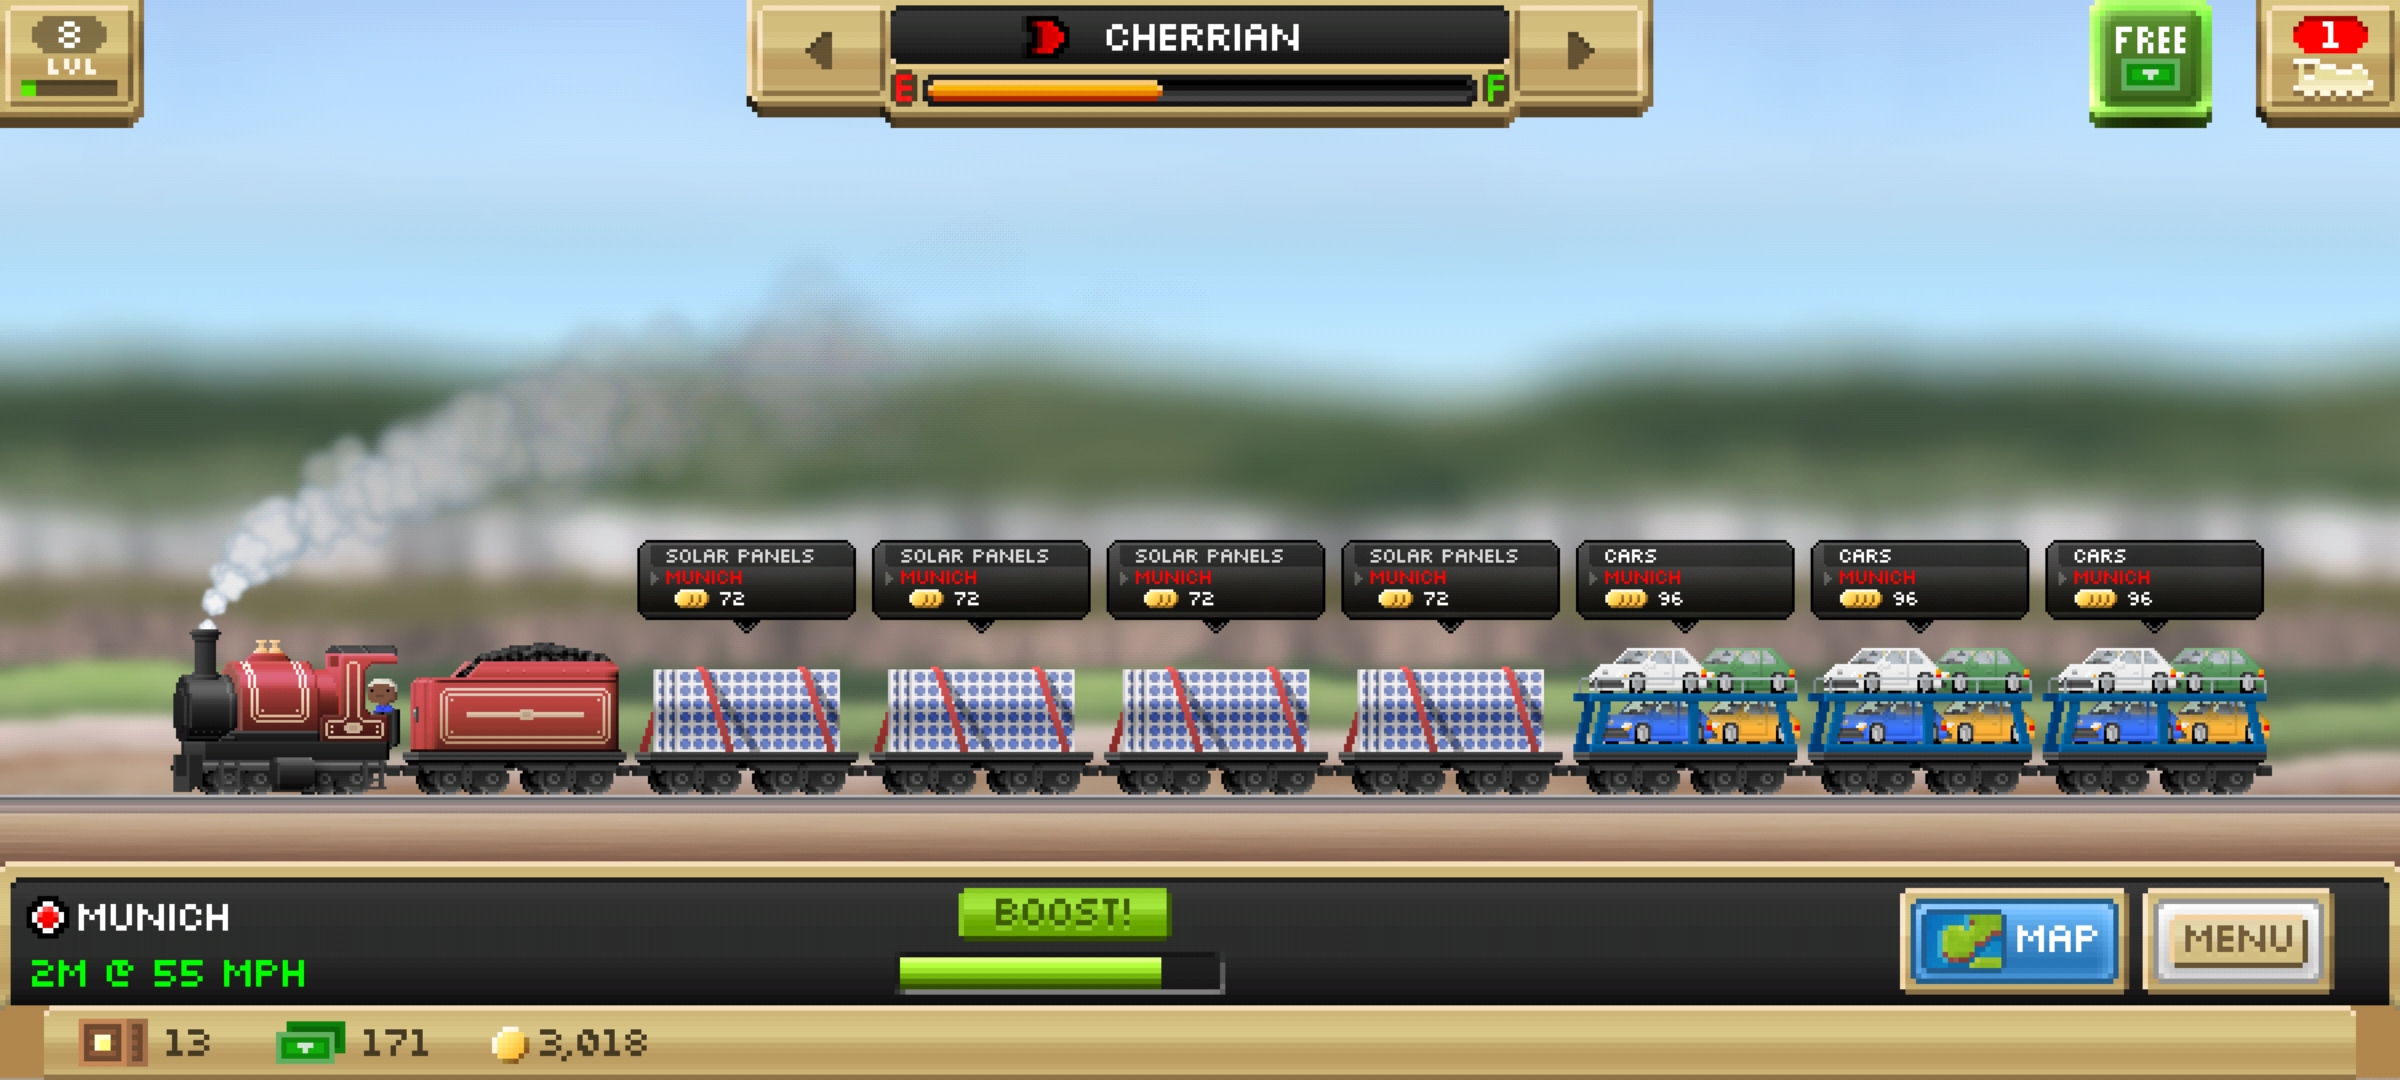 8
LVL
CHERRIAN
E F
FREE
1
SOLAR PANELS
MUNICH
72
SOLAR PANELS
MUNICH
72
SOLAR PANELS
MUNICH
72
SOLAR PANELS
MUNICH
72
CARS
MUNICH
96
CARS
MUNICH
96
CARS
MUNICH
96
MUNICH
2M @ 55 MPH
BOOST!
MAP
MENU
13 171 3,018